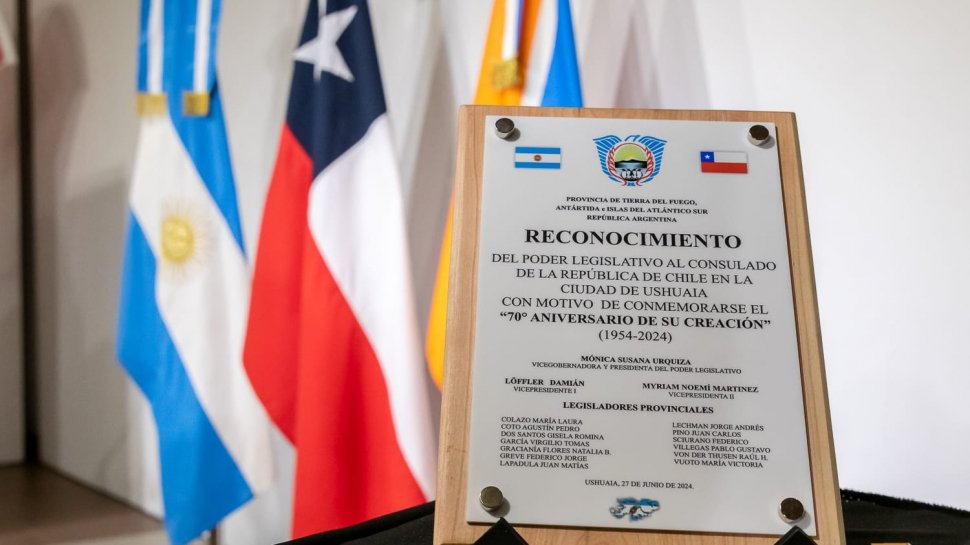 PROVINCIA DE TIERRA DEL FUEGO,
ANTÁRTIDA e ISLAS DEL ATLÁNTICO SUR
REPÚBLICA ARGENTINA
RECONOCIMIENTO
DEL PODER LEGISLATIVO AL CONSULADO
DE LA REPÚBLICA DE CHILE EN LA
CIUDAD DE USHUAIA
CON MOTIVO DE CONMEMORARSE EL
“70° ANIVERSARIO DE SU CREACIÓN”
(1954-2024)
MÓNICA SUSANA URQUIZA
VICEGOBERNADORA Y PRESIDENTA DEL PODER LEGISLATIVO
LÖFFLER DAMIÁN
VICEPRESIDENTE I
MYRIAM NOEMÍ MARTINEZ
VICEPRESIDENTA II
LEGISLADORES PROVINCIALES
COLAZO MARÍA LAURA
COTO AGUSTÍN PEDRO
DOS SANTOS GISELA ROMINA
GARCÍA VIRGILIO TOMAS
GRACIANÍA FLORES NATALIA B.
GREVE FEDERICO JORGE
LAPADULA JUAN MATÍAS
LECHMAN JORGE ANDRÉS
PINO JUAN CARLOS
SCIURANO FEDERICO
VILLEGAS PABLO GUSTAVO
VON DER THUSEN RAÚL H.
VUOTO MARÍA VICTORIA
USHUAIA, 27 DE JUNIO DE 2024.